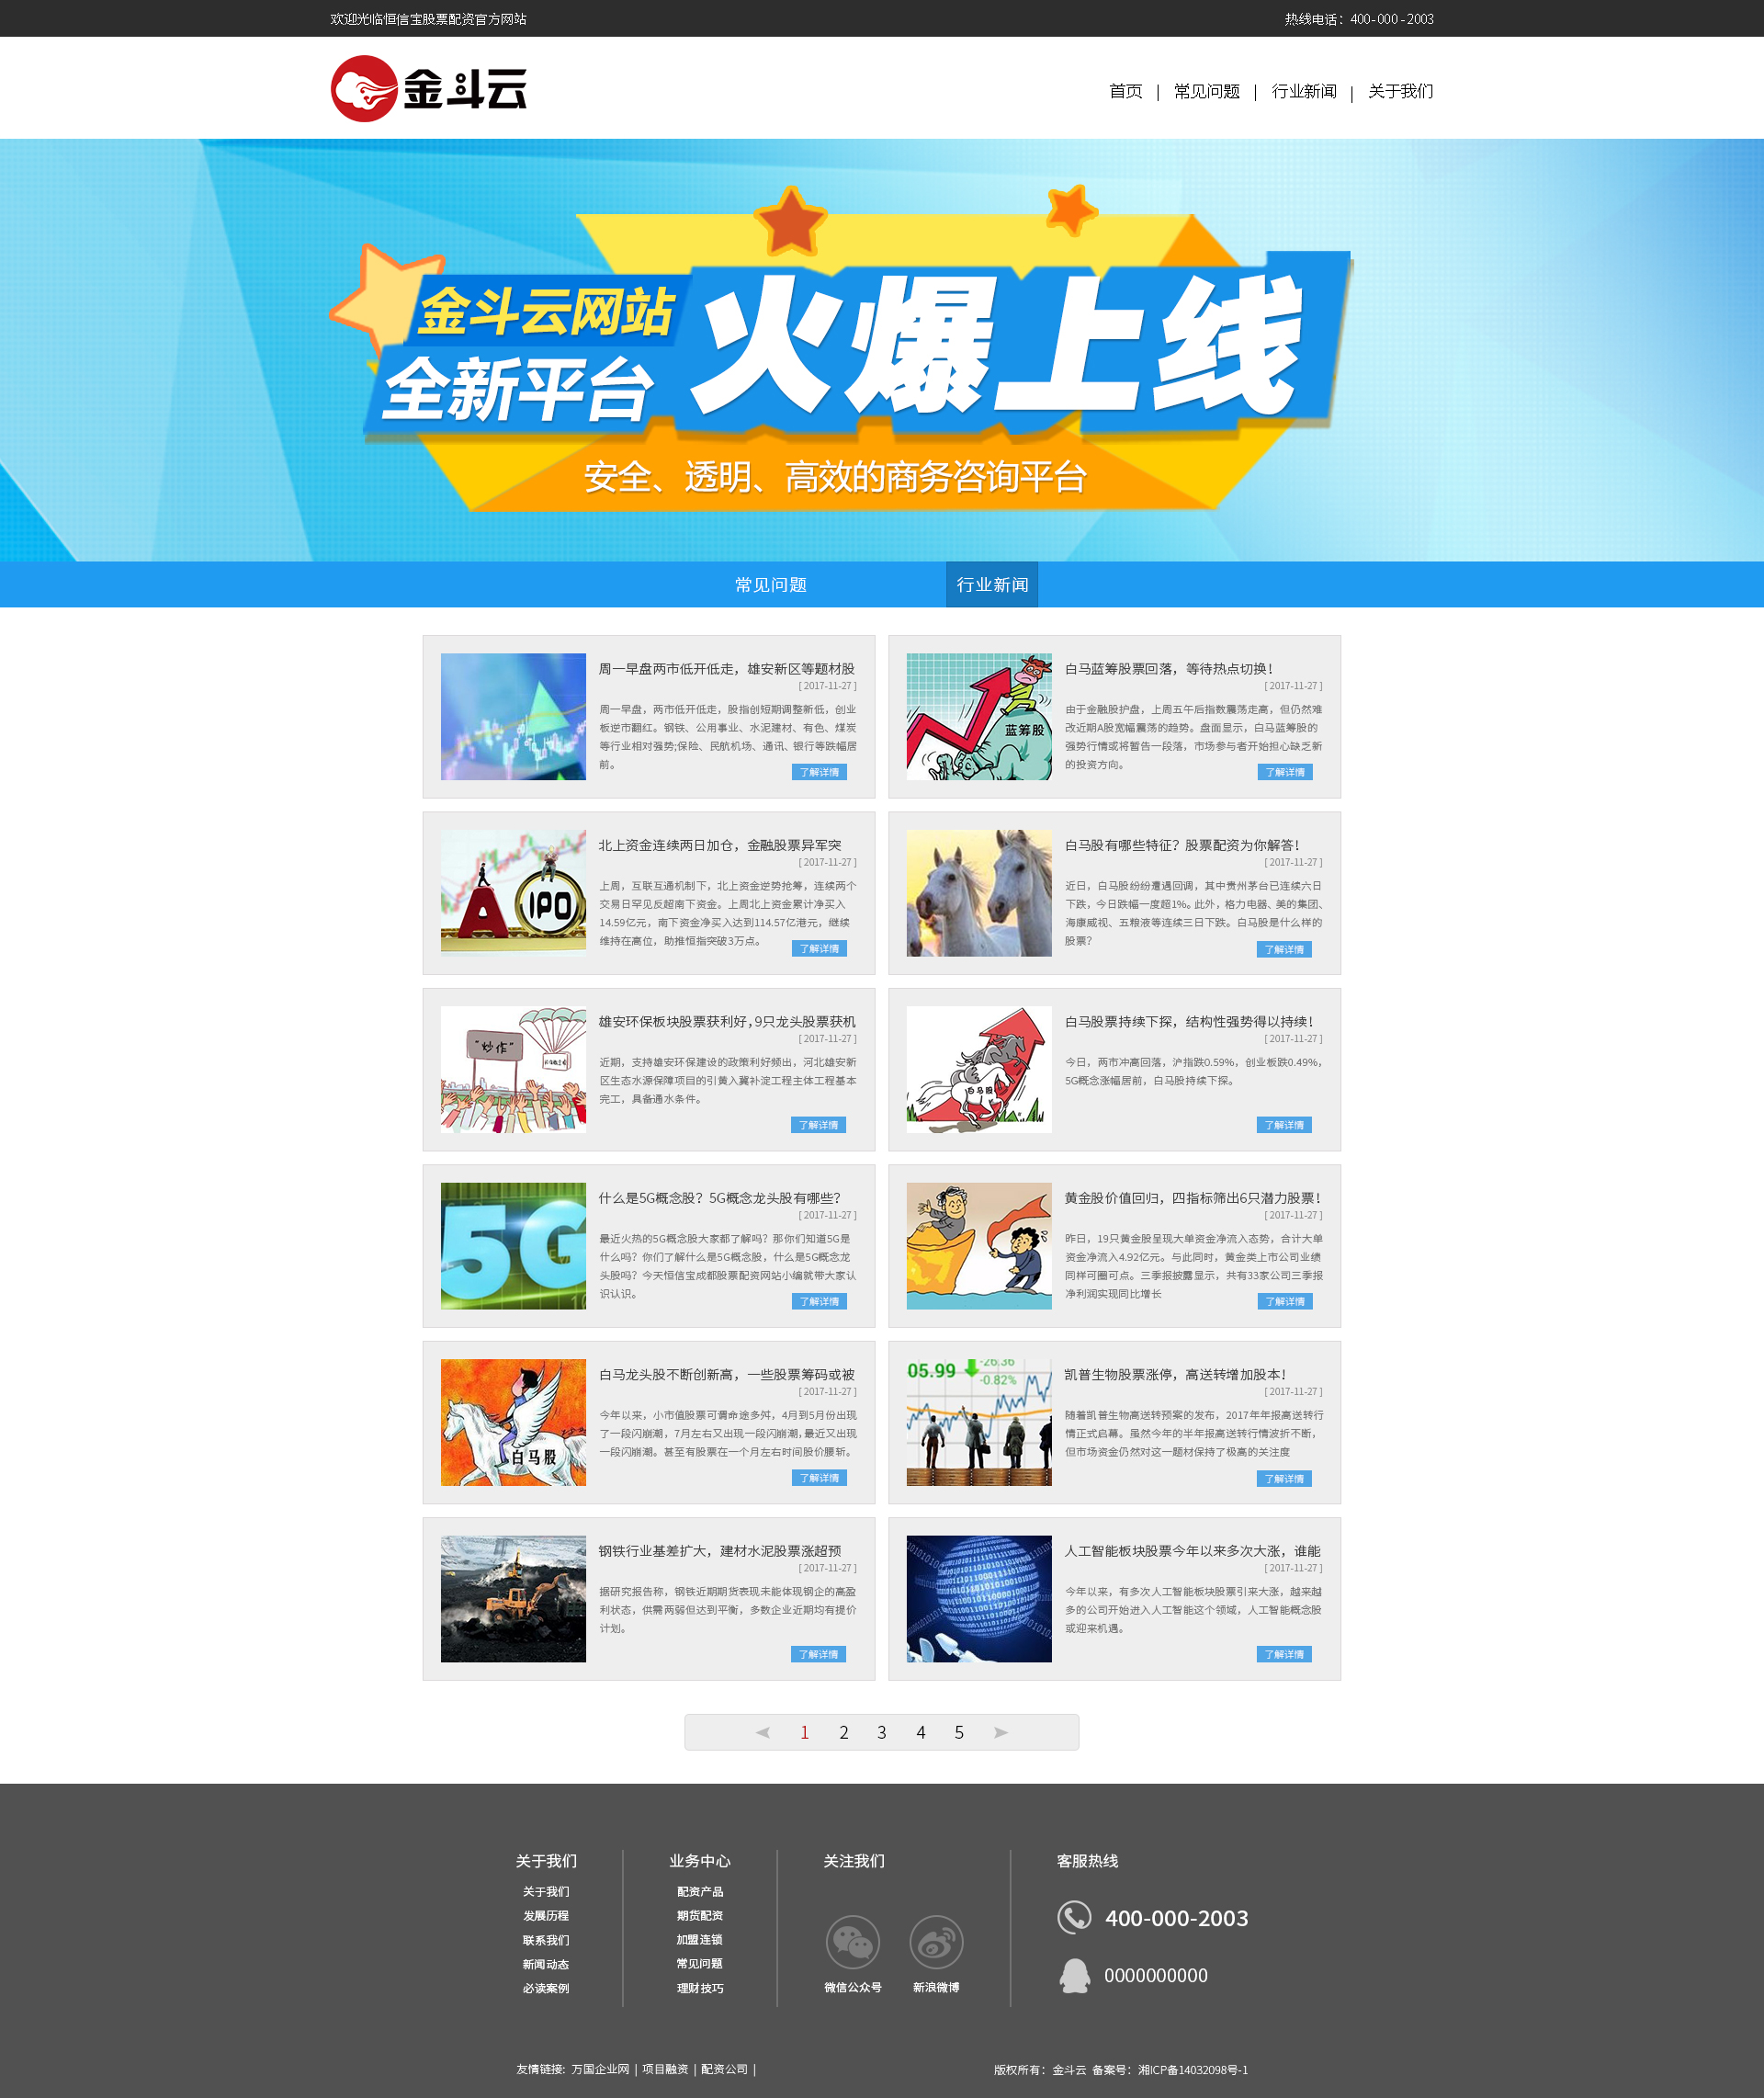 欢迎光临恒信宝股票配资官方网站
热线电话：400-000-2003
金斗云
首页 | 常见问题 | 行业新闻 | 关于我们
金斗云网站
全新平台
火爆上线
安全、透明、高效的商务咨询平台
常见问题
行业新闻
周一早盘两市低开低走，雄安新区等题材股
[ 2017-11-27 ]
周一早盘，两市低开低走，股指创短期调整新低，创业
板逆市翻红。钢铁、公用事业、水泥建材、有色、煤炭
等行业相对强势;保险、民航机场、通讯、银行等跌幅居
前。
了解详情
蓝筹股
白马蓝筹股票回落，等待热点切换！
[ 2017-11-27 ]
由于金融股护盘，上周五午后指数震荡走高，但仍然难
改近期A股宽幅震荡的趋势。盘面显示，白马蓝筹股的
强势行情或将暂告一段落，市场参与者开始担心缺乏新
的投资方向。
了解详情
A
IPO
北上资金连续两日加仓，金融股票异军突
[ 2017-11-27 ]
上周，互联互通机制下，北上资金逆势抢筹，连续两个
交易日罕见反超南下资金。上周北上资金累计净买入
14.59亿元，南下资金净买入达到114.57亿港元，继续
维持在高位，助推恒指突破3万点。
了解详情
白马股有哪些特征？股票配资为你解答！
[ 2017-11-27 ]
近日，白马股纷纷遭遇回调，其中贵州茅台已连续六日
下跌，今日跌幅一度超1%。此外，格力电器、美的集团、
海康威视、五粮液等连续三日下跌。白马股是什么样的
股票？
了解详情
“炒作”
雄安环保板块股票获利好，9只龙头股票获机
[ 2017-11-27 ]
近期，支持雄安环保建设的政策利好频出，河北雄安新
区生态水源保障项目的引黄入冀补淀工程主体工程基本
完工，具备通水条件。
了解详情
白马股
白马股票持续下探，结构性强势得以持续！
[ 2017-11-27 ]
今日，两市冲高回落，沪指跌0.59%，创业板跌0.49%，
5G概念涨幅居前，白马股持续下探。
了解详情
5G
什么是5G概念股？5G概念龙头股有哪些？
[ 2017-11-27 ]
最近火热的5G概念股大家都了解吗？那你们知道5G是
什么吗？你们了解什么是5G概念股，什么是5G概念龙
头股吗？今天恒信宝成都股票配资网站小编就带大家认
识认识。
了解详情
黄金股价值回归，四指标筛出6只潜力股票！
[ 2017-11-27 ]
昨日，19只黄金股呈现大单资金净流入态势，合计大单
资金净流入4.92亿元。与此同时，黄金类上市公司业绩
同样可圈可点。三季报披露显示，共有33家公司三季报
净利润实现同比增长
了解详情
白马股
白马龙头股不断创新高，一些股票筹码或被
[ 2017-11-27 ]
今年以来，小市值股票可谓命途多舛，4月到5月份出现
了一段闪崩潮，7月左右又出现一段闪崩潮，最近又出现
一段闪崩潮。甚至有股票在一个月左右时间股价腰斩。
了解详情
05.99
-26.36
-0.82%
凯普生物股票涨停，高送转增加股本！
[ 2017-11-27 ]
随着凯普生物高送转预案的发布，2017年年报高送转行
情正式启幕。虽然今年的半年报高送转行情波折不断，
但市场资金仍然对这一题材保持了极高的关注度
了解详情
钢铁行业基差扩大，建材水泥股票涨超预
[ 2017-11-27 ]
据研究报告称，钢铁近期期货表现未能体现钢企的高盈
利状态，供需两弱但达到平衡，多数企业近期均有提价
计划。
了解详情
人工智能板块股票今年以来多次大涨，谁能
[ 2017-11-27 ]
今年以来，有多次人工智能板块股票引来大涨，越来越
多的公司开始进入人工智能这个领域，人工智能概念股
或迎来机遇。
了解详情
1 2 3 4 5
关于我们
关于我们
发展历程
联系我们
新闻动态
必读案例
业务中心
配资产品
期货配资
加盟连锁
常见问题
理财技巧
关注我们
微信公众号
新浪微博
客服热线
400-000-2003
0000000000
友情链接: 万国企业网 | 项目融资 | 配资公司 |
版权所有：金斗云 备案号：湘ICP备14032098号-1